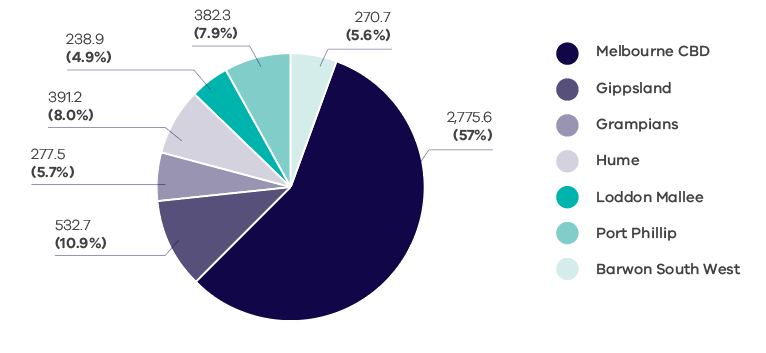 382.3
(7.9%)
270.7
(5.6%)
238.9
(4.9%)
391.2
(8.0%)
2,775.6
(57%)
277.5
(5.7%)
532.7
(10.9%)
Melbourne CBD
Gippsland
Grampians
Hume
Loddon Mallee
Port Phillip
Barwon South West